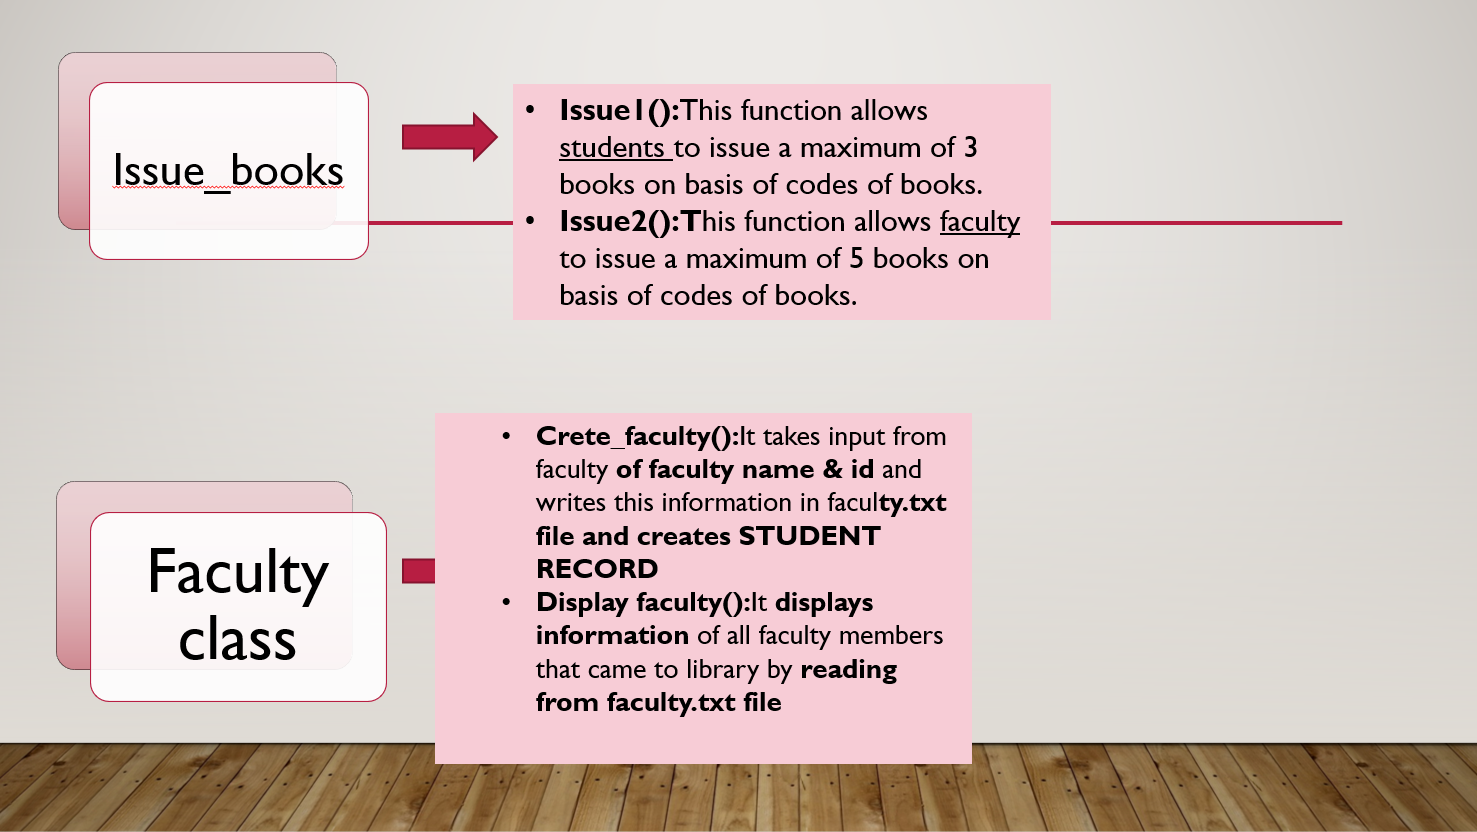 Issue_books
• Issue1():This function allows
students to issue a maximum of 3
books on basis of codes of books.
• Issue2():This function allows faculty
to issue a maximum of 5 books on
basis of codes of books.
Faculty
class
• Crete_faculty():It takes input from
faculty of faculty name & id and
writes this information in faculty.txt
file and creates STUDENT
RECORD
• Display faculty():It displays
information of all faculty members
that came to library by reading
from faculty.txt file